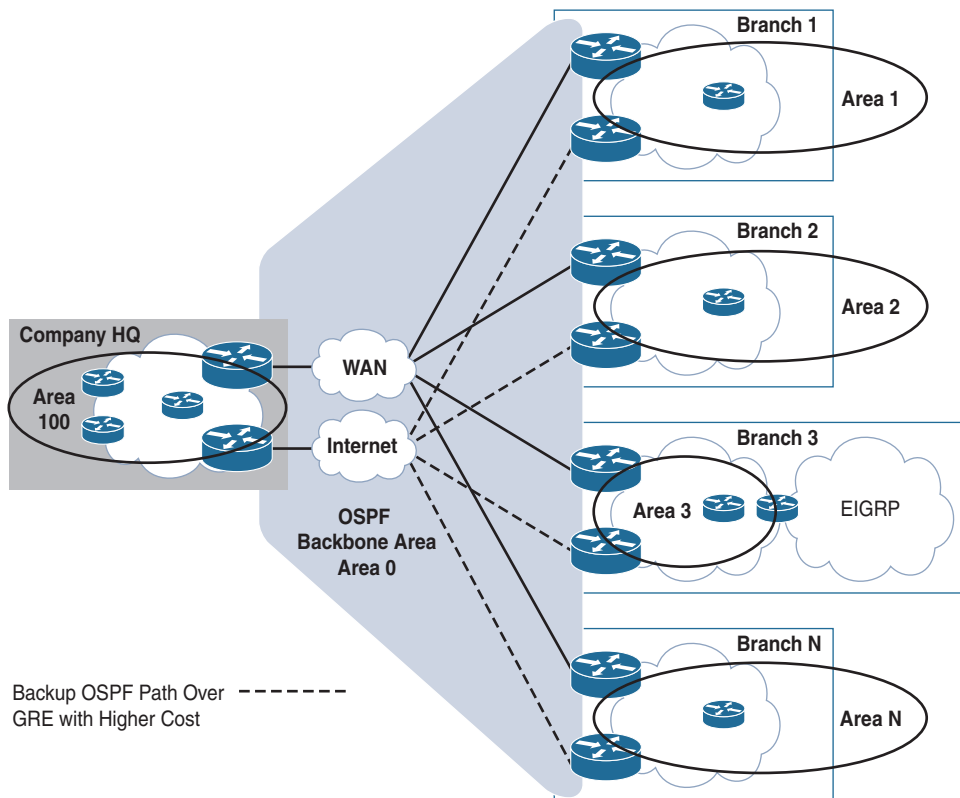 Branch 1
Area 1
Branch 2
Area 2
Company HQ
Area
100
WAN
Internet
OSPF
Backbone Area
Area 0
Branch 3
Area 3
EIGRP
Branch N
Area N
Backup OSPF Path Over
GRE with Higher Cost